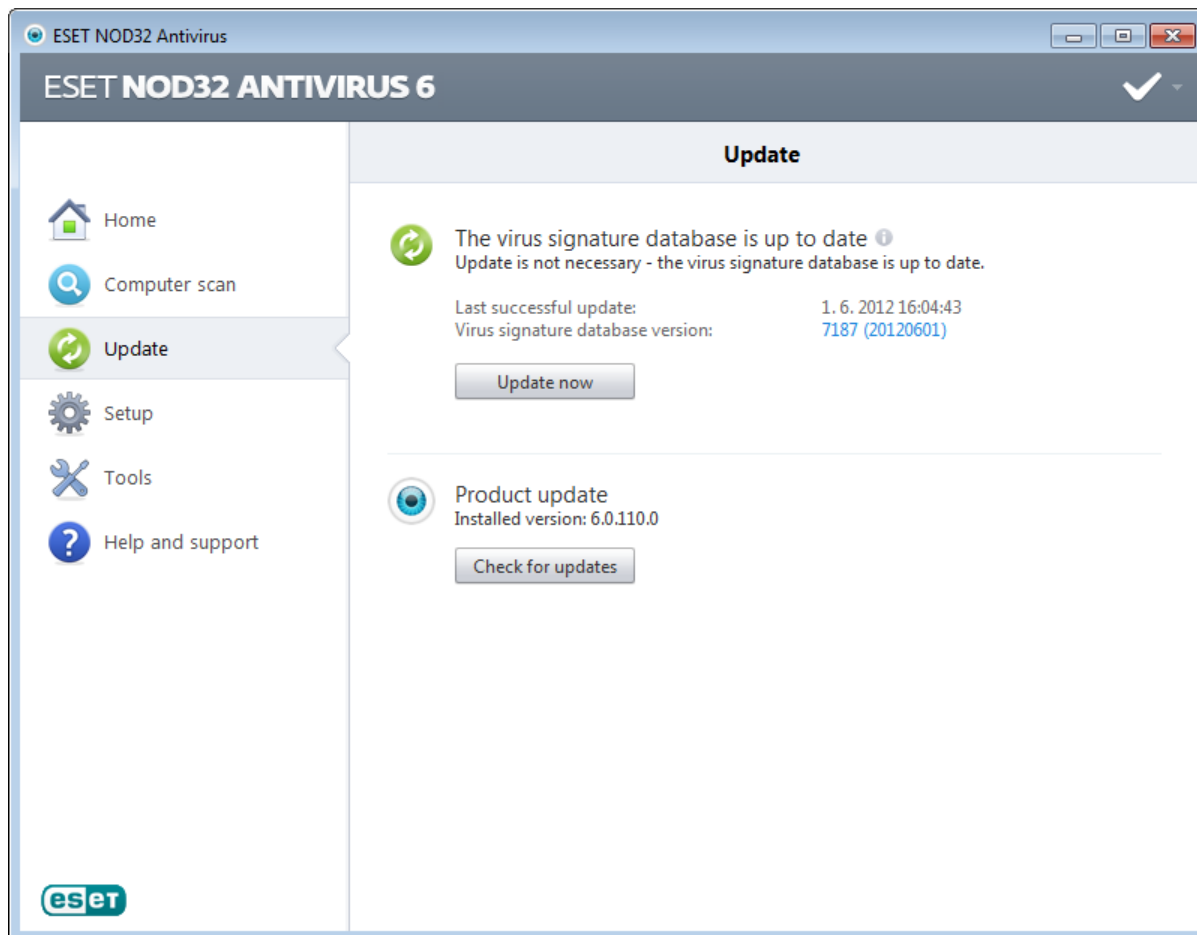 ESET NOD32 Antivirus
ESET NOD32 ANTIVIRUS 6
Update
Home
Computer scan
Update
Setup
Tools
Help and support
The virus signature database is up to date
Update is not necessary - the virus signature database is up to date.
Last successful update: 1. 6. 2012 16:04:43
Virus signature database version: 7187 (20120601)
Update now
Product update
Installed version: 6.0.110.0
Check for updates
eset